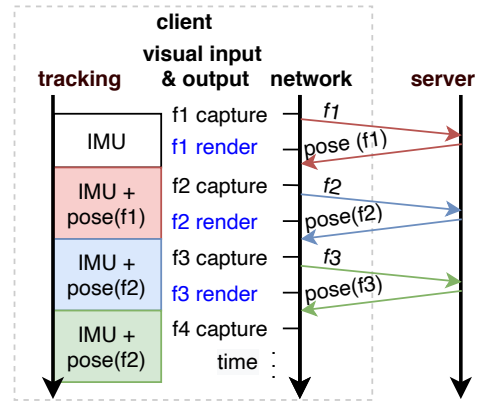 client
visual input
& output
tracking
network
server
f1 capture
f1
IMU
f1 render
pose (f1)
f2 capture
f2
IMU +
pose(f1)
f2 render
pose(f2)
f3 capture
f3
IMU +
pose(f2)
f3 render
pose(f3)
f4 capture
IMU +
pose(f2)
time